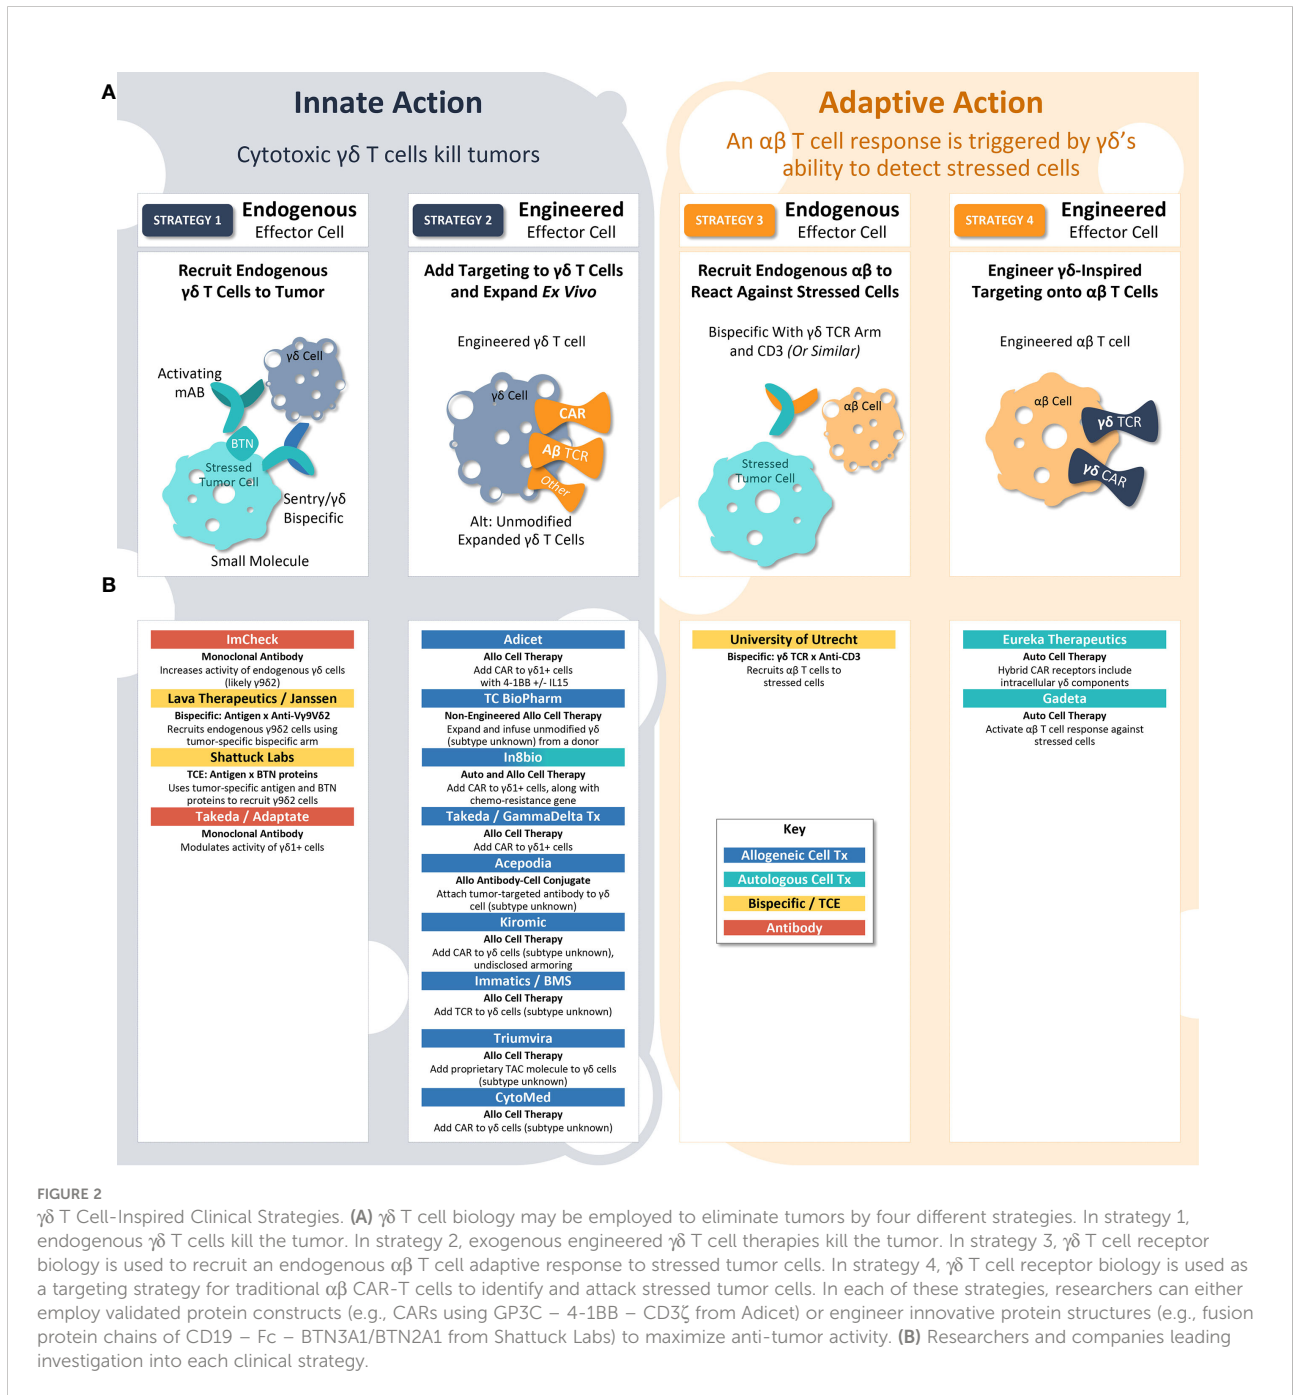 A
Innate Action
Cytotoxic γδ T cells kill tumors
Adaptive Action
An αβ T cell response is triggered by γδ's
ability to detect stressed cells
STRATEGY 1
Endogenous
Effector Cell
Recruit Endogenous
γδ T Cells to Tumor
Activating
mAB
γδ Cell
BTN
Stressed
Tumor Cell
Sentry/γδ
Bispecific
Small Molecule
STRATEGY 2
Engineered
Effector Cell
Add Targeting to γδ T Cells
and Expand Ex Vivo
Engineered γδ T cell
γδ Cell
CAR
Aβ TCR
Other
Alt: Unmodified
Expanded γδ T Cells
STRATEGY 3
Endogenous
Effector Cell
Recruit Endogenous αβ to
React Against Stressed Cells
Bispecific With γδ TCR Arm
and CD3 (Or Similar)
αβ Cell
Stressed
Tumor Cell
STRATEGY 4
Engineered
Effector Cell
Engineer γδ-Inspired
Targeting onto αβ T Cells
Engineered αβ T cell
αβ Cell
γδ TCR
γδ CAR
B
ImCheck
Monoclonal Antibody
Increases activity of endogenous γδ cells
(likely γ9δ2)
Lava Therapeutics / Janssen
Bispecific: Antigen x Anti-Vγ9Vδ2
Recruits endogenous γ9δ2 cells using
tumor-specific bispecific arm
Shattuck Labs
TCE: Antigen x BTN proteins
Uses tumor-specific antigen and BTN
proteins to recruit γ9δ2 cells
Takeda / Adaptate
Monoclonal Antibody
Modulates activity of γδ1+ cells
Adicet
Allo Cell Therapy
Add CAR to γδ1+ cells
with 4-1BB +/- IL15
TC BioPharm
Non-Engineered Allo Cell Therapy
Expand and infuse unmodified γδ
(subtype unknown) from a donor
In8bio
Auto and Allo Cell Therapy
Add CAR to γδ1+ cells, along with
chemo-resistance gene
Takeda / GammaDelta Tx
Allo Cell Therapy
Add CAR to γδ1+ cells
Acepodia
Allo Antibody-Cell Conjugate
Attach tumor-targeted antibody to γδ
cell (subtype unknown)
Kiromic
Allo Cell Therapy
Add CAR to γδ cells (subtype unknown),
undisclosed armoring
Immatics / BMS
Allo Cell Therapy
Add TCR to γδ cells (subtype unknown)
Triumvira
Allo Cell Therapy
Add proprietary TAC molecule to γδ cells
(subtype unknown)
CytoMed
Allo Cell Therapy
Add CAR to γδ cells (subtype unknown)
University of Utrecht
Bispecific: γδ TCR x Anti-CD3
Recruits αβ T cells to
stressed cells
Key
Allogeneic Cell Tx
Autologous Cell Tx
Bispecific / TCE
Antibody
Eureka Therapeutics
Auto Cell Therapy
Hybrid CAR receptors include
intracellular γδ components
Gadeta
Auto Cell Therapy
Activate αβ T cell response against
stressed cells
FIGURE 2
γδ T Cell-Inspired Clinical Strategies. (A) γδ T cell biology may be employed to eliminate tumors by four different strategies. In strategy 1,
endogenous γδ T cells kill the tumor. In strategy 2, exogenous engineered γδ T cell therapies kill the tumor. In strategy 3, γδ T cell receptor
biology is used to recruit an endogenous αβ T cell adaptive response to stressed tumor cells. In strategy 4, γδ T cell receptor biology is used as
a targeting strategy for traditional αβ CAR-T cells to identify and attack stressed tumor cells. In each of these strategies, researchers can either
employ validated protein constructs (e.g., CARs using GP3C – 4-1BB – CD3ζ from Adicet) or engineer innovative protein structures (e.g., fusion
protein chains of CD19 – Fc – BTN3A1/BTN2A1 from Shattuck Labs) to maximize anti-tumor activity. (B) Researchers and companies leading
investigation into each clinical strategy.